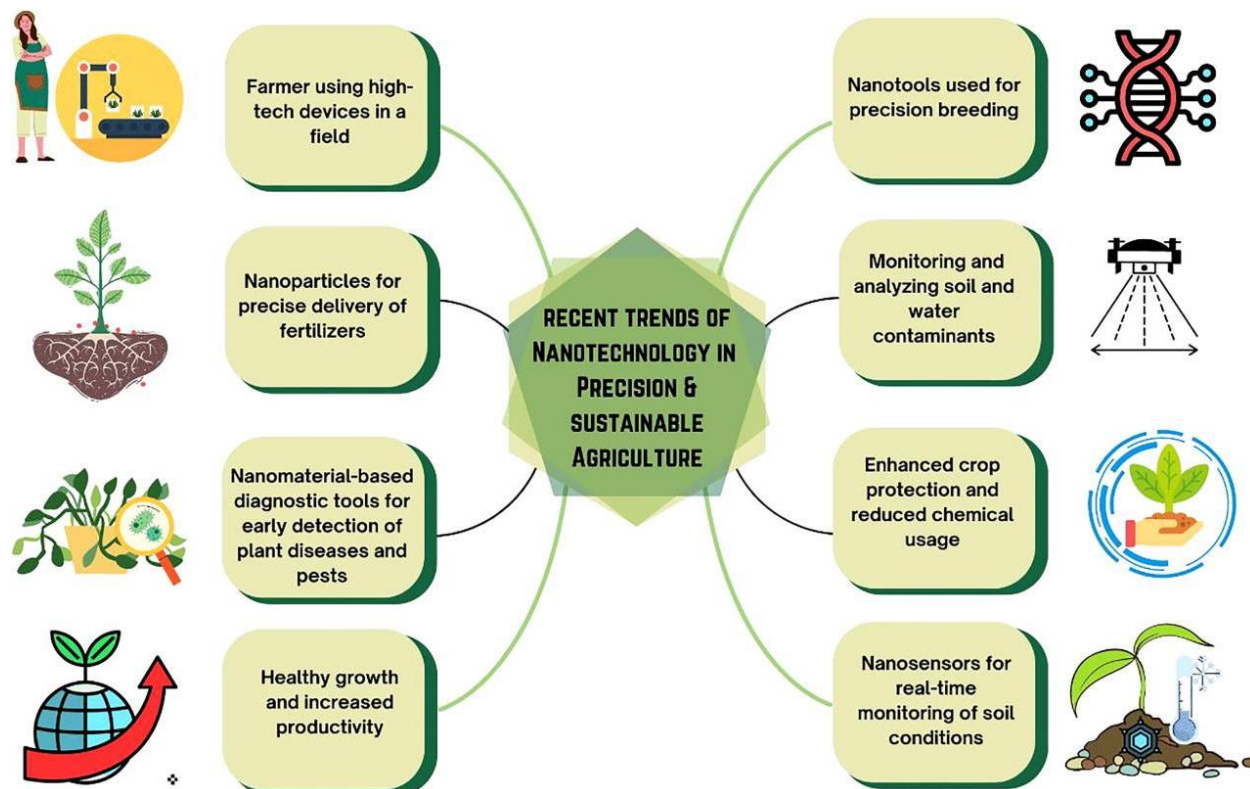 Farmer using high-
tech devices in a
field
Nanoparticles for
precise delivery of
fertilizers
Nanomaterial-based
diagnostic tools for
early detection of
plant diseases and
pests
Healthy growth
and increased
productivity
RECENT TRENDS OF
NANOTECHNOLOGY IN
PRECISION &
SUSTAINABLE
AGRICULTURE
Nanotools used for
precision breeding
Monitoring and
analyzing soil and
water
contaminants
Enhanced crop
protection and
reduced chemical
usage
Nanosensors for
real-time
monitoring of soil
conditions